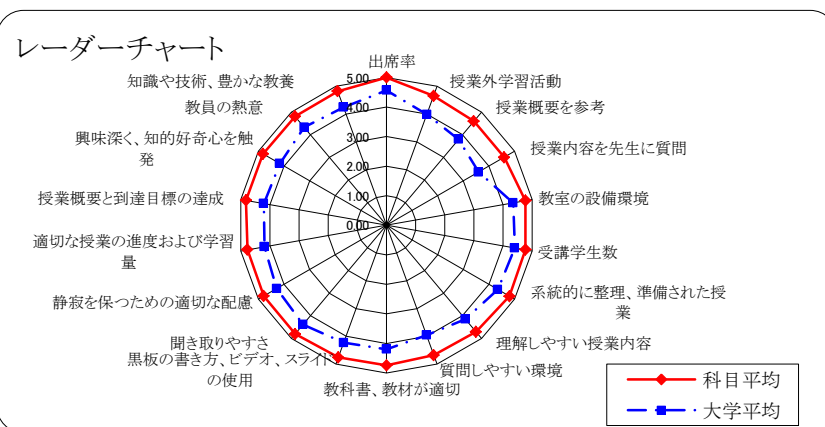 レーダーチャート
出席率
授業外学習活動
授業概要を参考
授業内容を先生に質問
教室の設備環境
受講学生数
系統的に整理、準備された授
業
理解しやすい授業内容
質問しやすい環境
教科書、教材が適切
黒板の書き方、ビデオ、スライド
の使用
聞き取りやすさ
静寂を保つための適切な配慮
適切な授業の進度および学習
量
授業概要と到達目標の達成
興味深く、知的好奇心を触
発
教員の熱意
知識や技術、豊かな教養
5.00
4.00
3.00
2.00
1.00
0.00
科目平均
大学平均